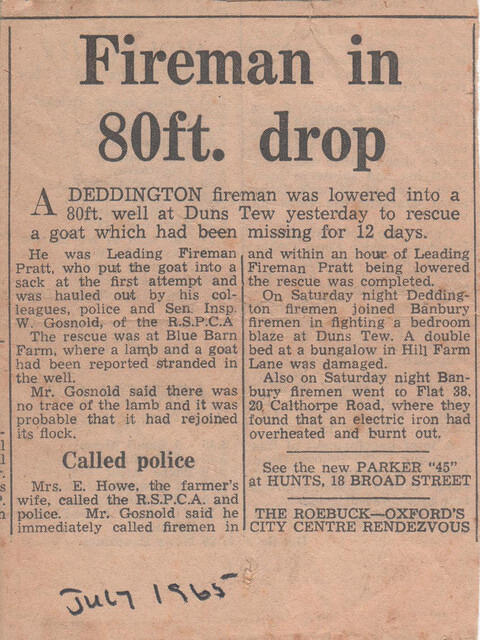 Fireman in
80ft. drop
A DEDDINGTON fireman was lowered into a
80ft. well at Duns Tew yesterday to rescue
a goat which had been missing for 12 days.
He was Leading Fireman
Pratt, who put the goat into a
sack at the first attempt and
was hauled out by his col-
leagues, police and Sen. Insp.
W. Gosnold, of the R.S.P.C.A
The rescue was at Blue Barn
Farm, where a lamb and a goat
had been reported stranded in
the well.
Mr. Gosnold said there was
no trace of the lamb and it was
probable that it had rejoined
its flock.
Called police
Mrs. E. Howe, the farmer's
wife, called the R.S.P.C.A. and
police. Mr. Gosnold said he
immediately called firemen in
and within an hour of Leading
Fireman Pratt being lowered
the rescue was completed.
On Saturday night Dedding-
ton firemen joined Banbury
firemen in fighting a bedroom
blaze at Duns Tew. A double
bed at a bungalow in Hill Farm
Lane was damaged.
Also on Saturday night Ban-
bury firemen went to Flat 38,
20, Calthorpe Road, where they
found that an electric iron had
overheated and burnt out.
See the new PARKER "45"
at HUNTS, 18 BROAD STREET
THE ROEBUCK—OXFORD'S
CITY CENTRE RENDEZVOUS
July 1965